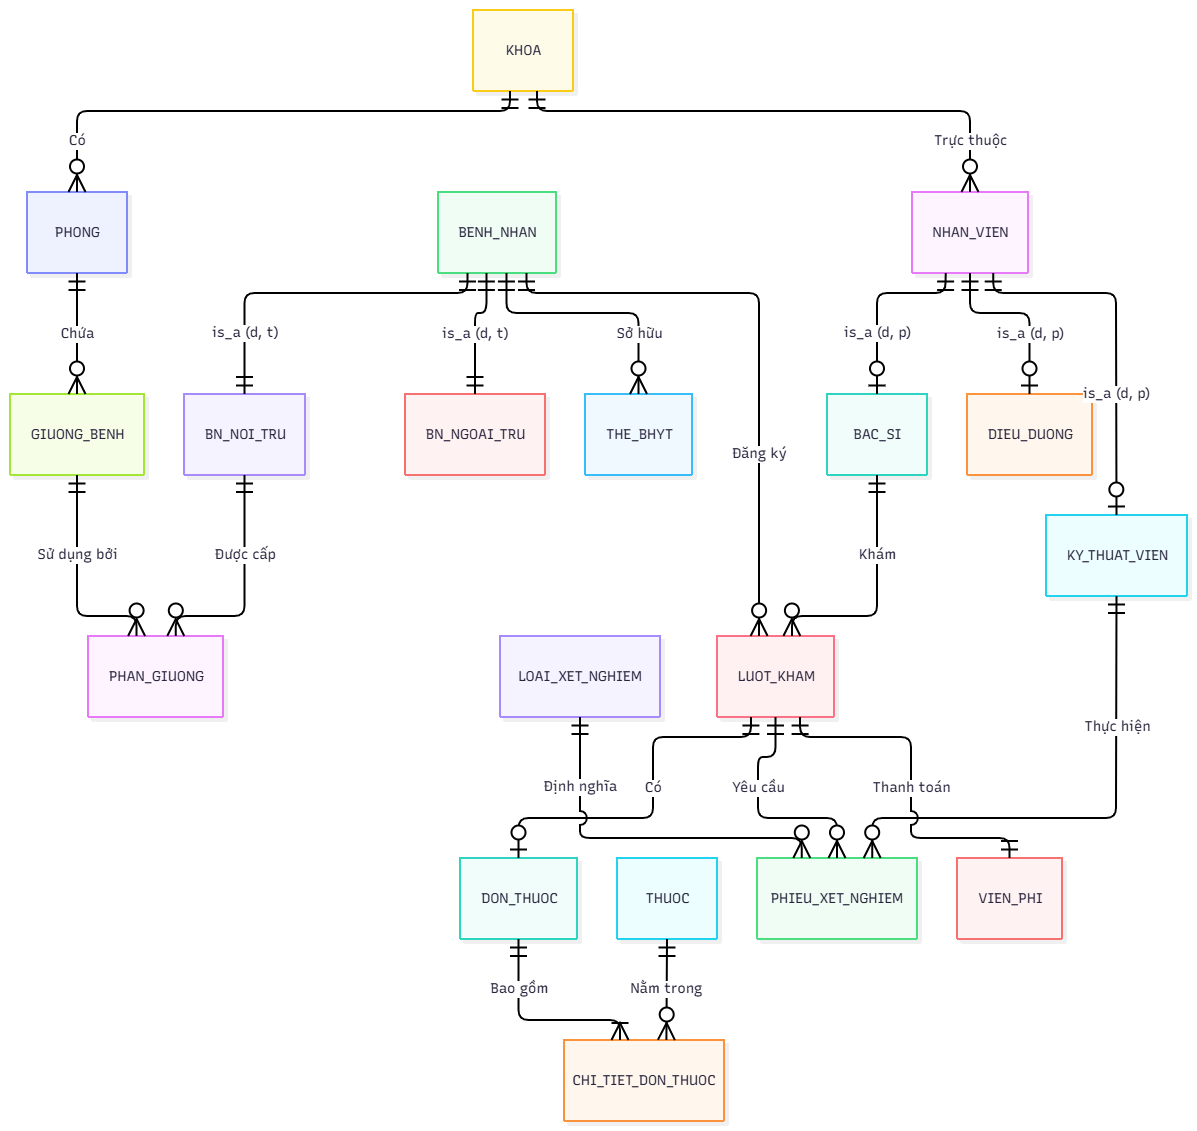 KHOA
Có
Trực thuộc
PHONG
BENH_NHAN
NHAN_VIEN
Chứa
is_a (d, t)
is_a (d, t)
Sở hữu
is_a (d, p)
is_a (d, p)
is_a (d, p)
GIUONG_BENH
BN_NOI_TRU
BN_NGOAI_TRU
THE_BHYT
Đăng ký
BAC_SI
DIEU_DUONG
Sử dụng bởi
Được cấp
Khám
KY_THUAT_VIEN
PHAN_GIUONG
LOAI_XET_NGHIEM
LUOT_KHAM
Thực hiện
Định nghĩa
Có
Yêu cầu
Thanh toán
DON_THUOC
THUOC
PHIEU_XET_NGHIEM
VIEN_PHI
Bao gồm
Nằm trong
CHI_TIET_DON_THUOC